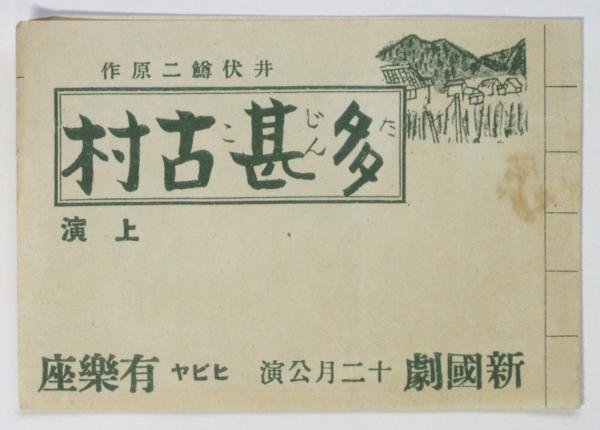 井伏鱒二原作
多甚古村
たじんこ
上演
新國劇 十二月公演 ヒビヤ 有樂座